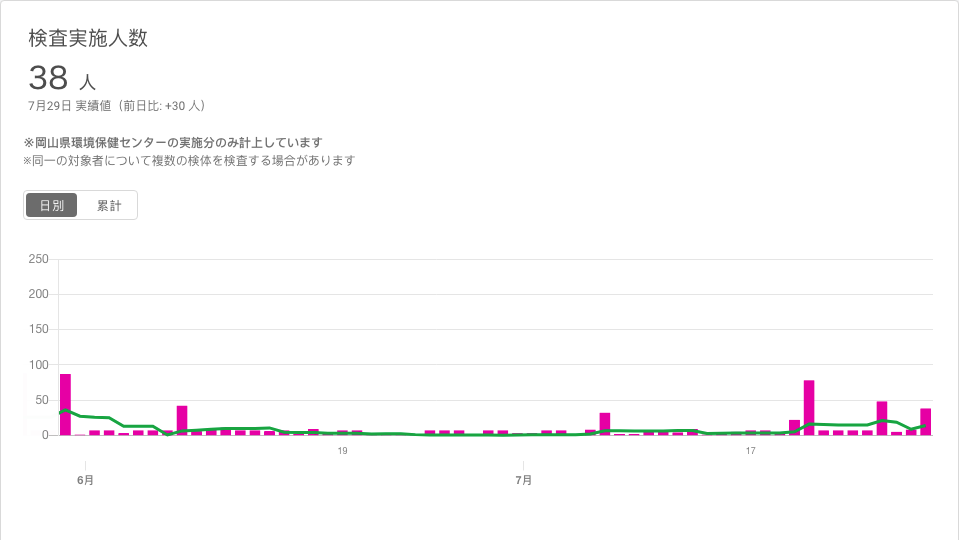 検査実施人数
38 人
7月29日 実績値（前日比: +30 人）
※岡山県環境保健センターの実施分のみ計上しています
※同一の対象者について複数の検体を検査する場合があります
日別 累計
250
200
150
100
50
0
19 17
6月 7月